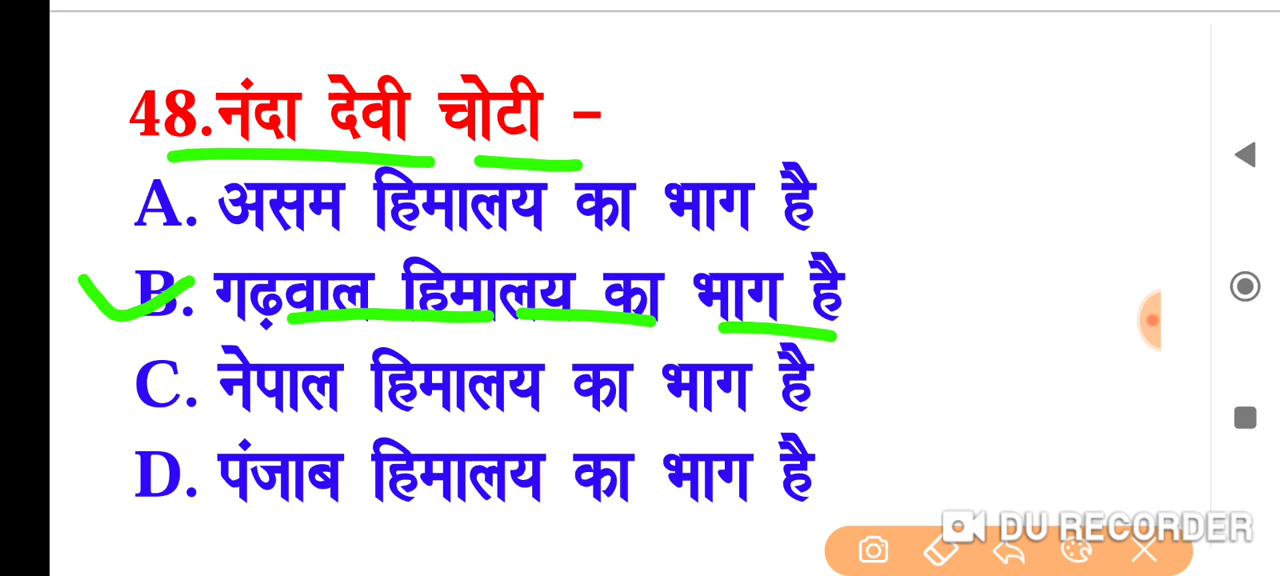 48.नंदा देवी चोटी -
A. असम हिमालय का भाग है
B. गढ़वाल हिमालय का भाग है
C. नेपाल हिमालय का भाग है
D. पंजाब हिमालय का भाग है
DU RECORDER